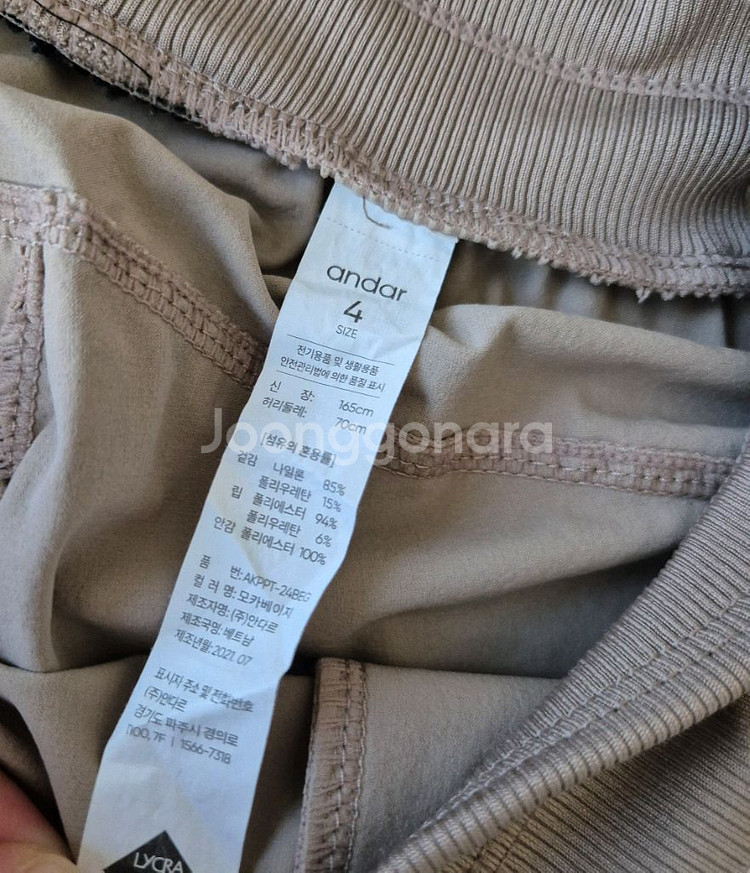 andar
4
SIZE
전기용품 및 생활용품
안전관리법에 의한 품질 표시
신 장: 165cm
허리둘레: 70cm
Joonggonara
[섬유의 혼용률]
겉감 나일론 85%
폴리우레탄 15%
립 폴리에스터 94%
폴리우레탄 6%
안감 폴리에스터 100%
품 번: AKPPT-24BEG
컬 러 명: 모카베이지
제조자명: (주)안다르
제조국명: 베트남
제조년월: 2021. 07
표시지 주소 및 전화번호
(주)안다르
경기도 파주시 경의로
1100, 7F | 1566-7318
LYCRA